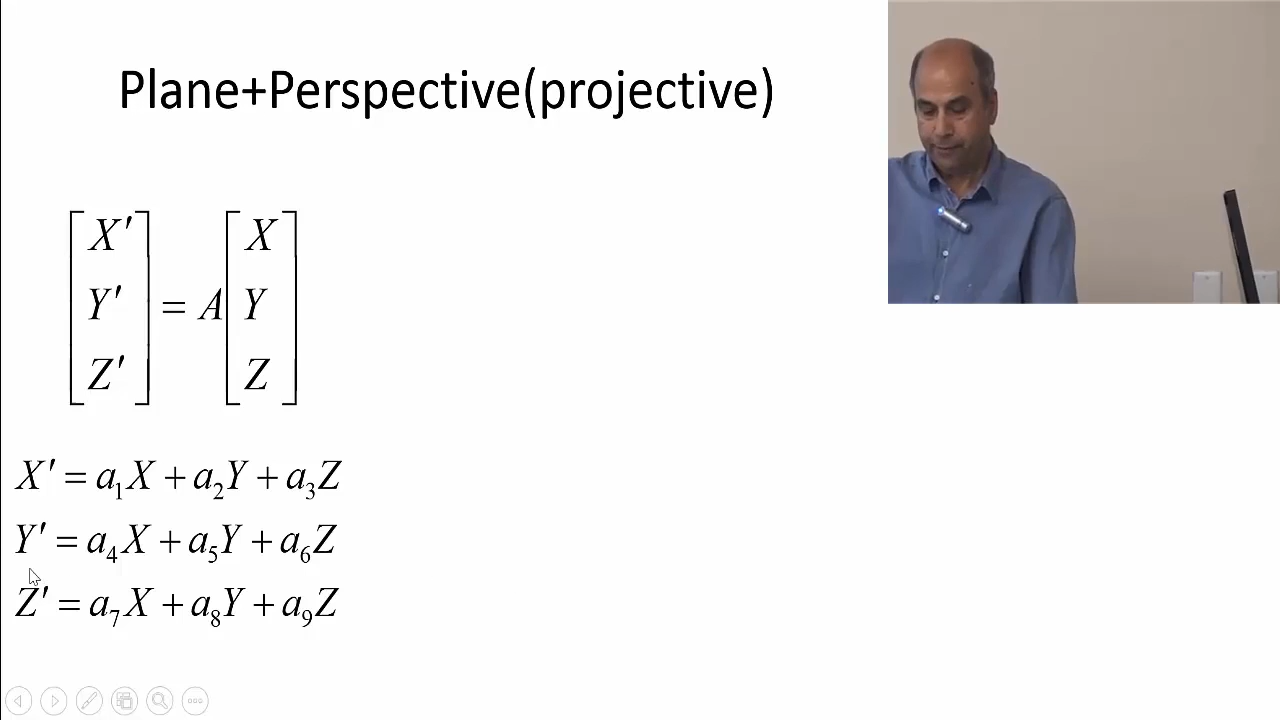 Plane+Perspective(projective)
[X′ Y′ Z′] = A [X Y Z]
X′ = a₁X + a₂Y + a₃Z
Y′ = a₄X + a₅Y + a₆Z
Z′ = a₇X + a₈Y + a₉Z